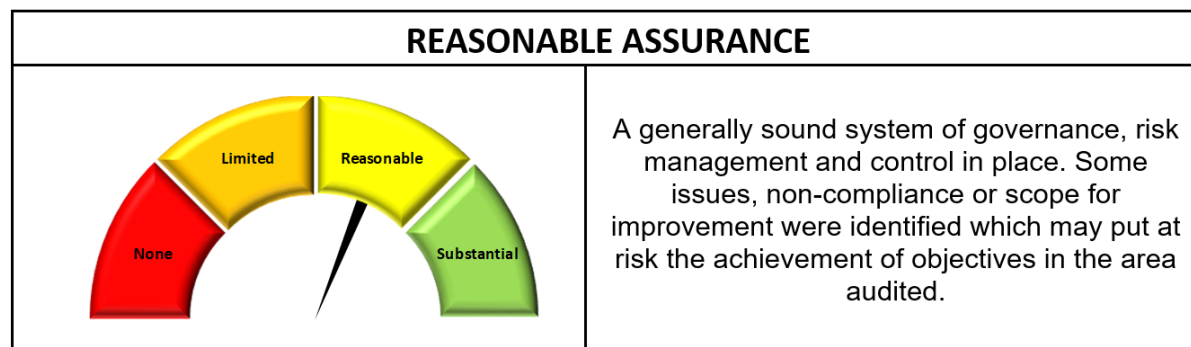 REASONABLE ASSURANCE
Limited
Reasonable
None
Substantial
A generally sound system of governance, risk
management and control in place. Some
issues, non-compliance or scope for
improvement were identified which may put at
risk the achievement of objectives in the area
audited.